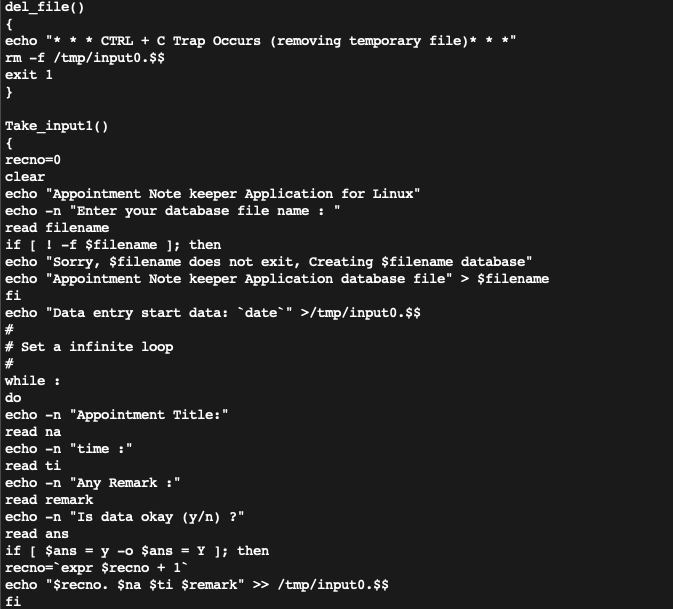 del_file()
{
echo "* * * CTRL + C Trap Occurs (removing temporary file)* * *"
rm -f /tmp/input0.$$
exit 1
}

Take_input1()
{
recno=0
clear
echo "Appointment Note keeper Application for Linux"
echo -n "Enter your database file name : "
read filename
if [ ! -f $filename ]; then
echo "Sorry, $filename does not exit, Creating $filename database"
echo "Appointment Note keeper Application database file" > $filename
fi
echo "Data entry start data: `date`" >/tmp/input0.$$
#
# Set a infinite loop
#
while :
do
echo -n "Appointment Title:"
read na
echo -n "time :"
read ti
echo -n "Any Remark :"
read remark
echo -n "Is data okay (y/n) ?"
read ans
if [ $ans = y -o $ans = Y ]; then
recno=`expr $recno + 1`
echo "$recno. $na $ti $remark" >> /tmp/input0.$$
fi